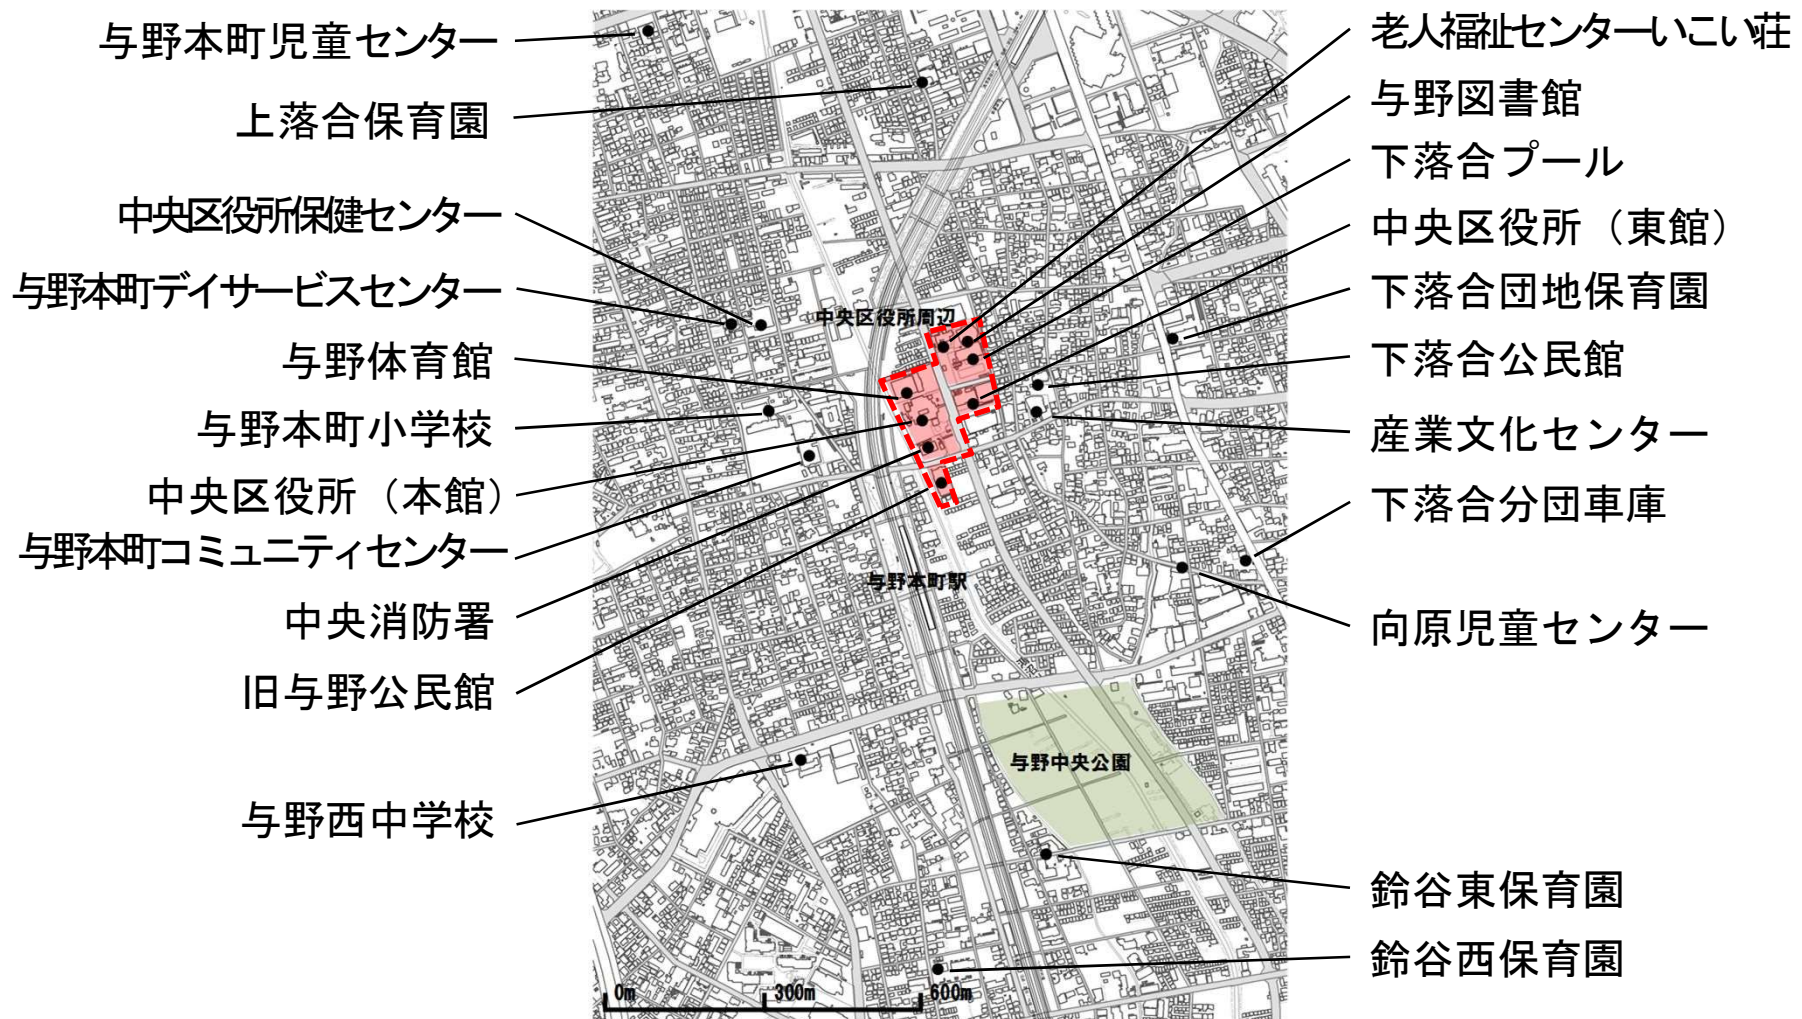 与野本町児童センター
上落合保育園
中央区役所保健センター
与野本町デイサービスセンター
与野体育館
与野本町小学校
中央区役所（本館）
与野本町コミュニティセンター
中央消防署
旧与野公民館
与野西中学校
中央区役所周辺
与野本町駅
与野中央公園
0m
300m
600m
老人福祉センターいこい荘
与野図書館
下落合プール
中央区役所（東館）
下落合団地保育園
下落合公民館
産業文化センター
下落合分団車庫
向原児童センター
鈴谷東保育園
鈴谷西保育園